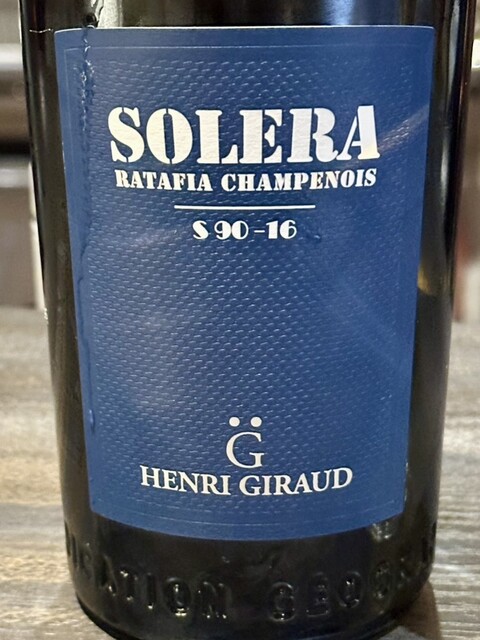 SOLERA
RATAFIA CHAMPENOIS
S 90-16
G̈
HENRI GIRAUD